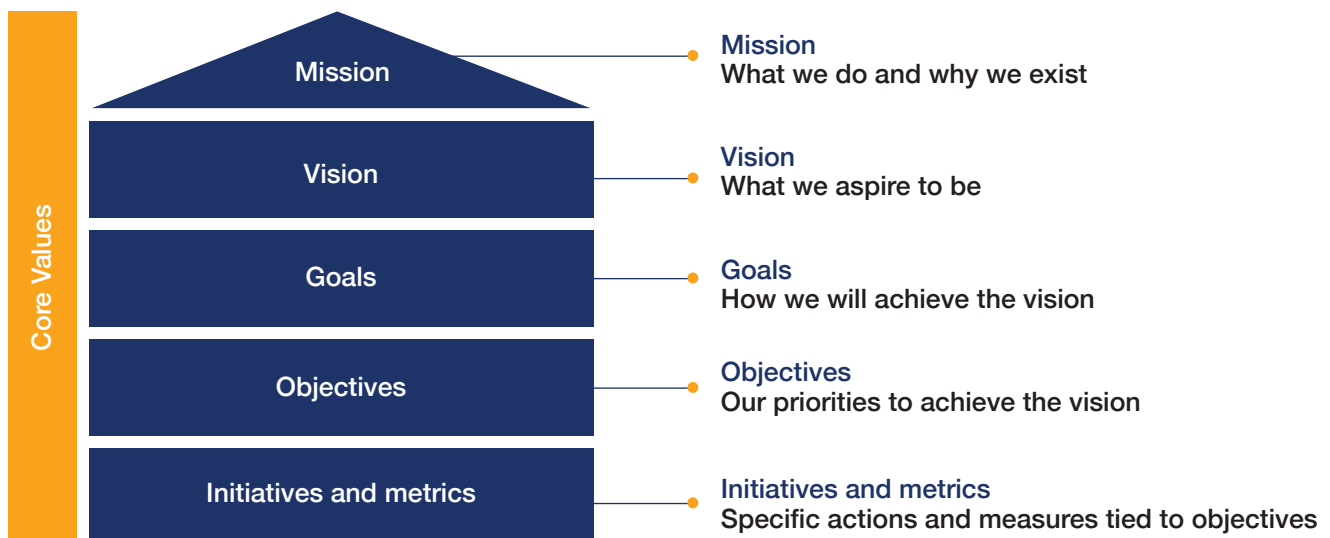 Core Values
Mission
Mission
What we do and why we exist
Vision
Vision
What we aspire to be
Goals
Goals
How we will achieve the vision
Objectives
Objectives
Our priorities to achieve the vision
Initiatives and metrics
Initiatives and metrics
Specific actions and measures tied to objectives